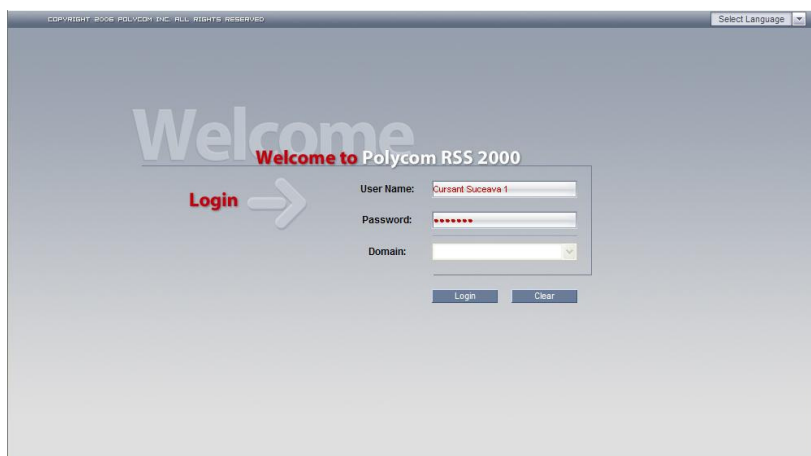 COPYRIGHT 2006 POLYCOM INC. ALL RIGHTS RESERVED
Select Language
Welcome
Welcome to Polycom RSS 2000
Login
User Name: Cursant Suceava 1
Password: •••••••
Domain:
Login Clear